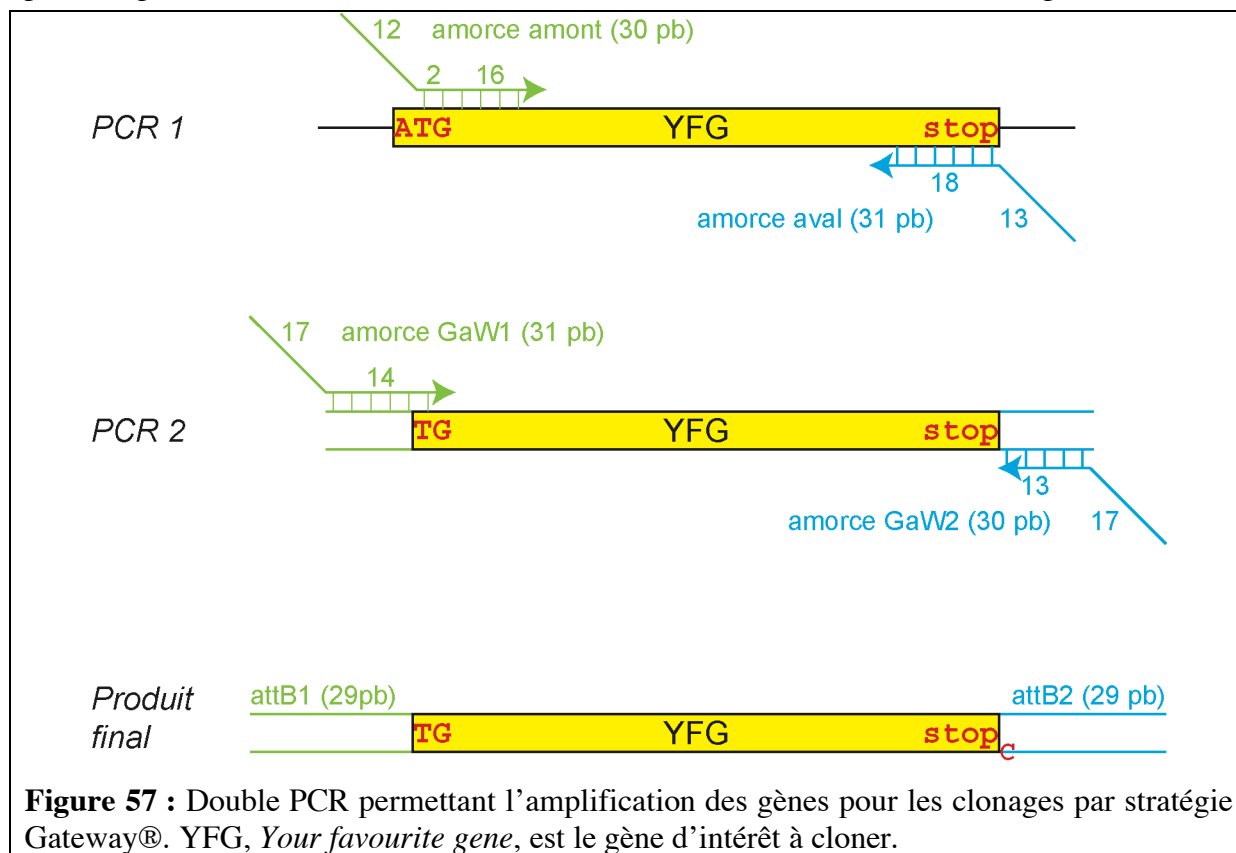 12 amorce amont (30 pb)
2 16
PCR 1
ATG YFG stop
18
amorce aval (31 pb) 13
17 amorce GaW1 (31 pb)
14
PCR 2
TG YFG stop
13
amorce GaW2 (30 pb) 17
Produit final
attB1 (29pb) attB2 (29 pb)
TG YFG stop
C
Figure 57 : Double PCR permettant l'amplification des gènes pour les clonages par stratégie
Gateway®. YFG, Your favourite gene, est le gène d'intérêt à cloner.